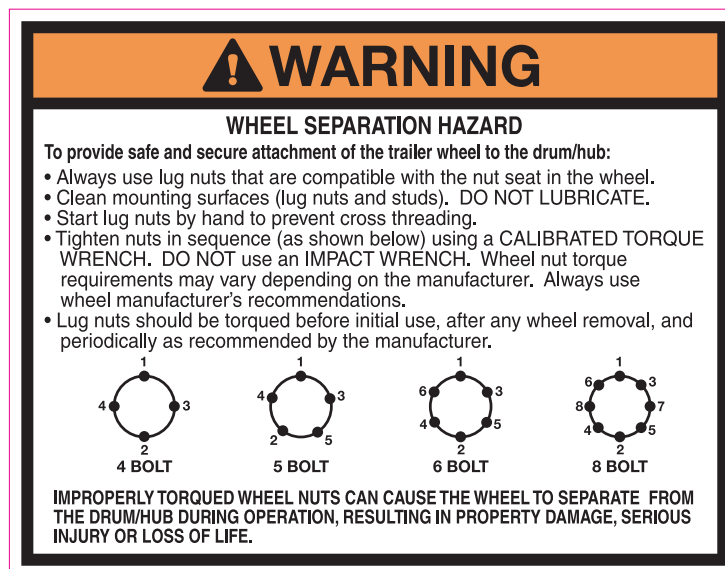 WARNING
WHEEL SEPARATION HAZARD
To provide safe and secure attachment of the trailer wheel to the drum/hub:
• Always use lug nuts that are compatible with the nut seat in the wheel.
• Clean mounting surfaces (lug nuts and studs).  DO NOT LUBRICATE.
• Start lug nuts by hand to prevent cross threading.
• Tighten nuts in sequence (as shown below) using a CALIBRATED TORQUE
WRENCH.  DO NOT use an IMPACT WRENCH.  Wheel nut torque
requirements may vary depending on the manufacturer.  Always use
wheel manufacturer's recommendations.
• Lug nuts should be torqued before initial use, after any wheel removal, and
periodically as recommended by the manufacturer.
1
4 3
2
4 BOLT
1
4 3
2 5
5 BOLT
1
6 3
4 5
2
6 BOLT
1
6 3
8 7
4 5
2
8 BOLT
IMPROPERLY TORQUED WHEEL NUTS CAN CAUSE THE WHEEL TO SEPARATE FROM
THE DRUM/HUB DURING OPERATION, RESULTING IN PROPERTY DAMAGE, SERIOUS
INJURY OR LOSS OF LIFE.